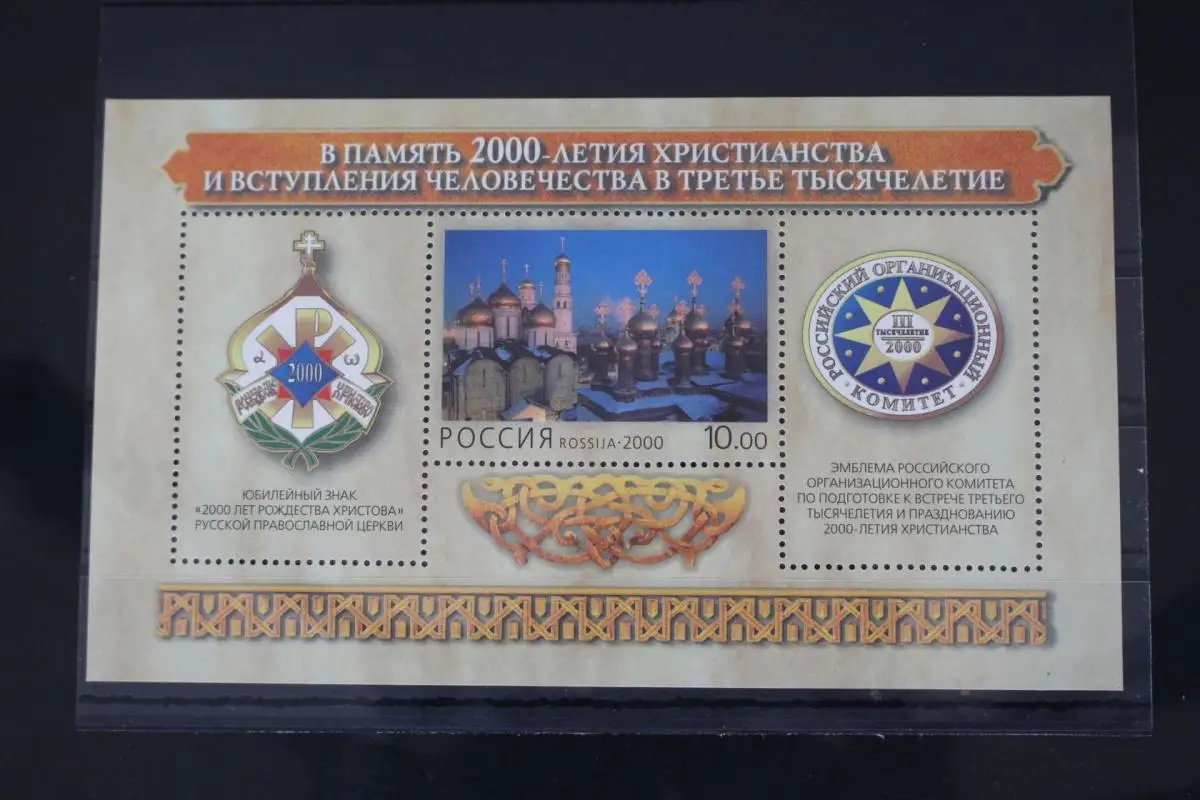 В ПАМЯТЬ 2000-ЛЕТИЯ ХРИСТИАНСТВА
И ВСТУПЛЕНИЯ ЧЕЛОВЕЧЕСТВА В ТРЕТЬЕ ТЫСЯЧЕЛЕТИЕ
Р
α ω
2000
ЮБИЛЕЙНЫЙ ЗНАК
«2000 ЛЕТ РОЖДЕСТВА ХРИСТОВА»
РУССКОЙ ПРАВОСЛАВНОЙ ЦЕРКВИ
РОССИЯ ROSSIJA·2000 10.00
РОССИЙСКИЙ ОРГАНИЗАЦИОННЫЙ
· КОМИТЕТ ·
III
ТЫСЯЧЕЛЕТИЕ
2000
ЭМБЛЕМА РОССИЙСКОГО
ОРГАНИЗАЦИОННОГО КОМИТЕТА
ПО ПОДГОТОВКЕ К ВСТРЕЧЕ ТРЕТЬЕГО
ТЫСЯЧЕЛЕТИЯ И ПРАЗДНОВАНИЮ
2000-ЛЕТИЯ ХРИСТИАНСТВА